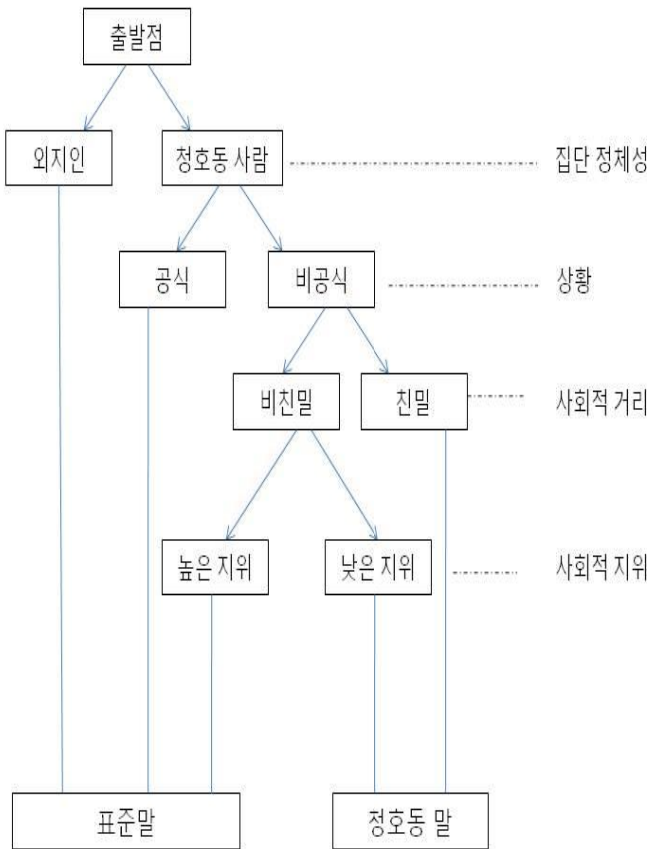 출발점
외지인 청호동 사람 집단 정체성
공식 비공식 상황
비친밀 친밀 사회적 거리
높은 지위 낮은 지위 사회적 지위
표준말 청호동 말